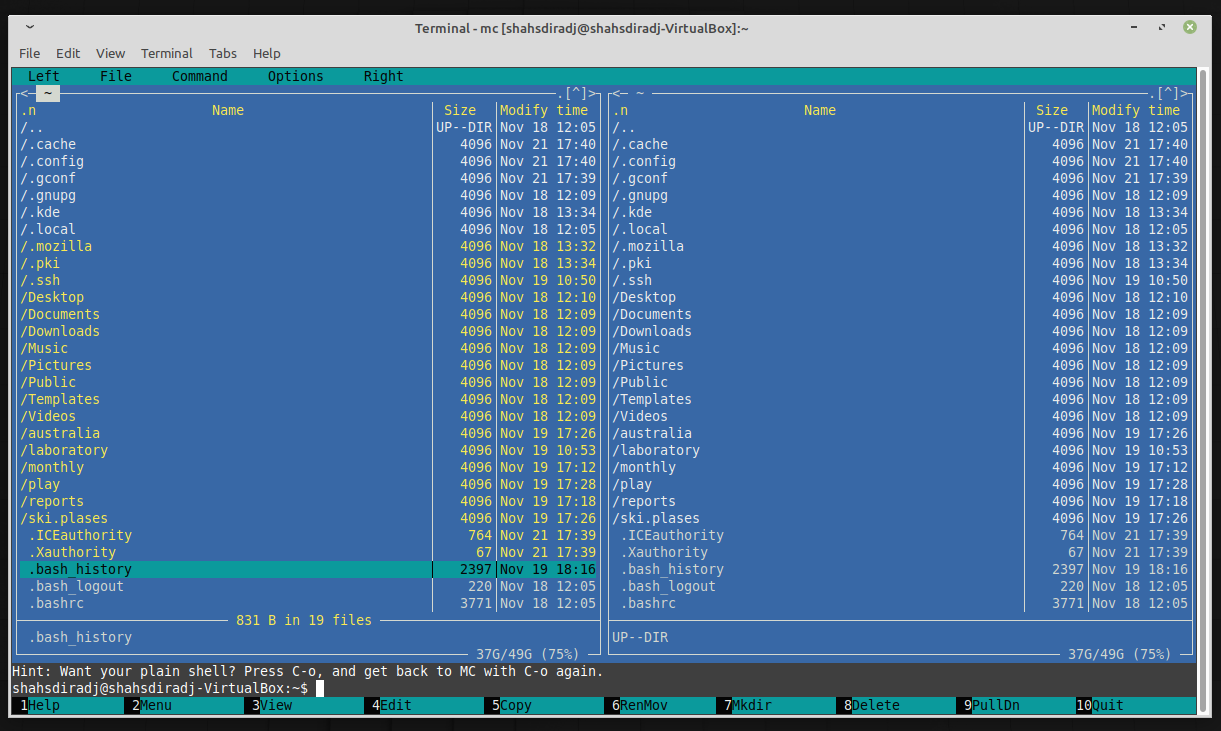 Terminal - mc [shahsdiradj@shahsdiradj-VirtualBox]:~
File Edit View Terminal Tabs Help
Left File Command Options Right
<─ ~ .[^]> <─ ~ .[^]>
.n Name Size Modify time .n Name Size Modify time
/.. UP--DIR Nov 18 12:05 /.. UP--DIR Nov 18 12:05
/.cache 4096 Nov 21 17:40 /.cache 4096 Nov 21 17:40
/.config 4096 Nov 21 17:40 /.config 4096 Nov 21 17:40
/.gconf 4096 Nov 21 17:39 /.gconf 4096 Nov 21 17:39
/.gnupg 4096 Nov 18 12:09 /.gnupg 4096 Nov 18 12:09
/.kde 4096 Nov 18 13:34 /.kde 4096 Nov 18 13:34
/.local 4096 Nov 18 12:05 /.local 4096 Nov 18 12:05
/.mozilla 4096 Nov 18 13:32 /.mozilla 4096 Nov 18 13:32
/.pki 4096 Nov 18 13:34 /.pki 4096 Nov 18 13:34
/.ssh 4096 Nov 19 10:50 /.ssh 4096 Nov 19 10:50
/Desktop 4096 Nov 18 12:10 /Desktop 4096 Nov 18 12:10
/Documents 4096 Nov 18 12:09 /Documents 4096 Nov 18 12:09
/Downloads 4096 Nov 18 12:09 /Downloads 4096 Nov 18 12:09
/Music 4096 Nov 18 12:09 /Music 4096 Nov 18 12:09
/Pictures 4096 Nov 18 12:09 /Pictures 4096 Nov 18 12:09
/Public 4096 Nov 18 12:09 /Public 4096 Nov 18 12:09
/Templates 4096 Nov 18 12:09 /Templates 4096 Nov 18 12:09
/Videos 4096 Nov 18 12:09 /Videos 4096 Nov 18 12:09
/australia 4096 Nov 19 17:26 /australia 4096 Nov 19 17:26
/laboratory 4096 Nov 19 10:53 /laboratory 4096 Nov 19 10:53
/monthly 4096 Nov 19 17:12 /monthly 4096 Nov 19 17:12
/play 4096 Nov 19 17:28 /play 4096 Nov 19 17:28
/reports 4096 Nov 19 17:18 /reports 4096 Nov 19 17:18
/ski.plases 4096 Nov 19 17:26 /ski.plases 4096 Nov 19 17:26
.ICEauthority 764 Nov 21 17:39 .ICEauthority 764 Nov 21 17:39
.Xauthority 67 Nov 21 17:39 .Xauthority 67 Nov 21 17:39
.bash_history 2397 Nov 19 18:16 .bash_history 2397 Nov 19 18:16
.bash_logout 220 Nov 18 12:05 .bash_logout 220 Nov 18 12:05
.bashrc 3771 Nov 18 12:05 .bashrc 3771 Nov 18 12:05
831 B in 19 files
.bash_history UP--DIR
37G/49G (75%) 37G/49G (75%)
Hint: Want your plain shell? Press C-o, and get back to MC with C-o again.
shahsdiradj@shahsdiradj-VirtualBox:~$
1Help 2Menu 3View 4Edit 5Copy 6RenMov 7Mkdir 8Delete 9PullDn 10Quit